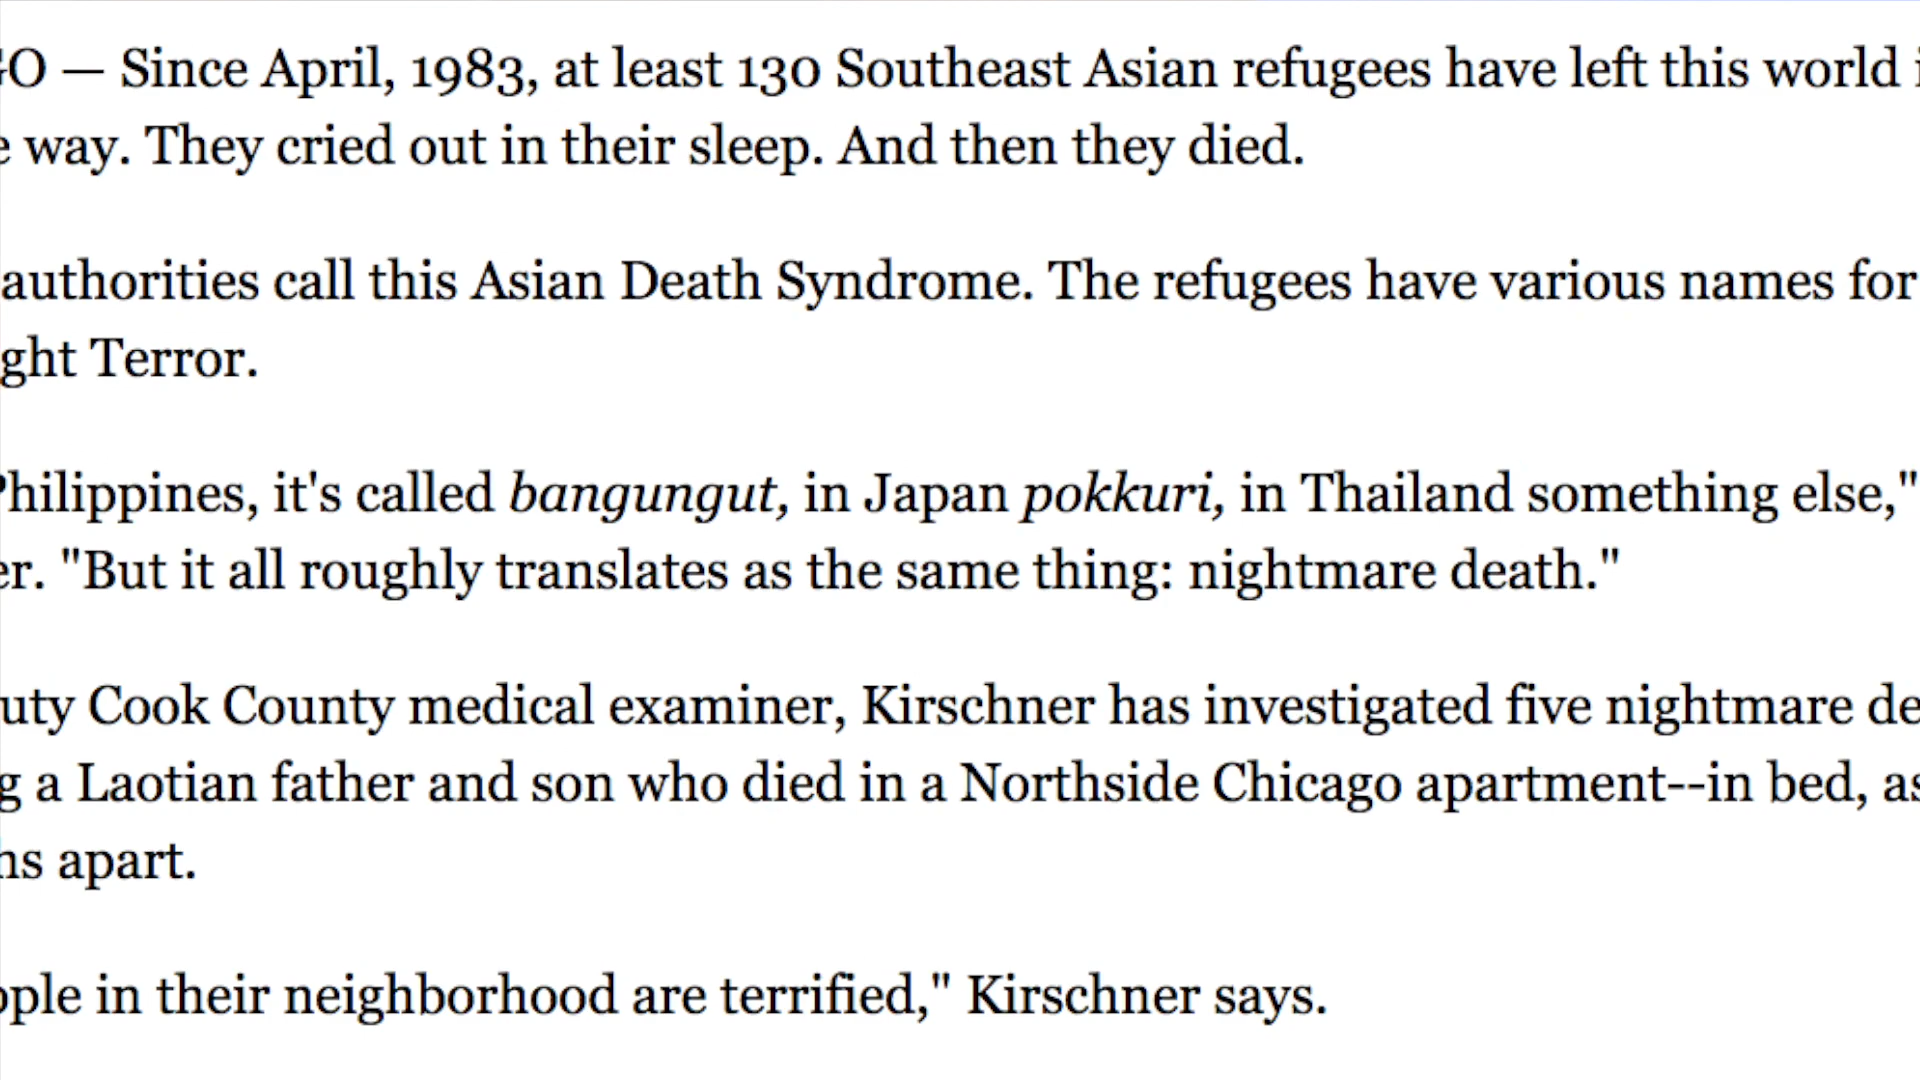 GO — Since April, 1983, at least 130 Southeast Asian refugees have left this world
way. They cried out in their sleep. And then they died.
authorities call this Asian Death Syndrome. The refugees have various names for
ght Terror.
Philippines, it's called bangungut, in Japan pokkuri, in Thailand something else,"
er. "But it all roughly translates as the same thing: nightmare death."
uty Cook County medical examiner, Kirschner has investigated five nightmare de
g a Laotian father and son who died in a Northside Chicago apartment--in bed, as
hs apart.
ople in their neighborhood are terrified," Kirschner says.